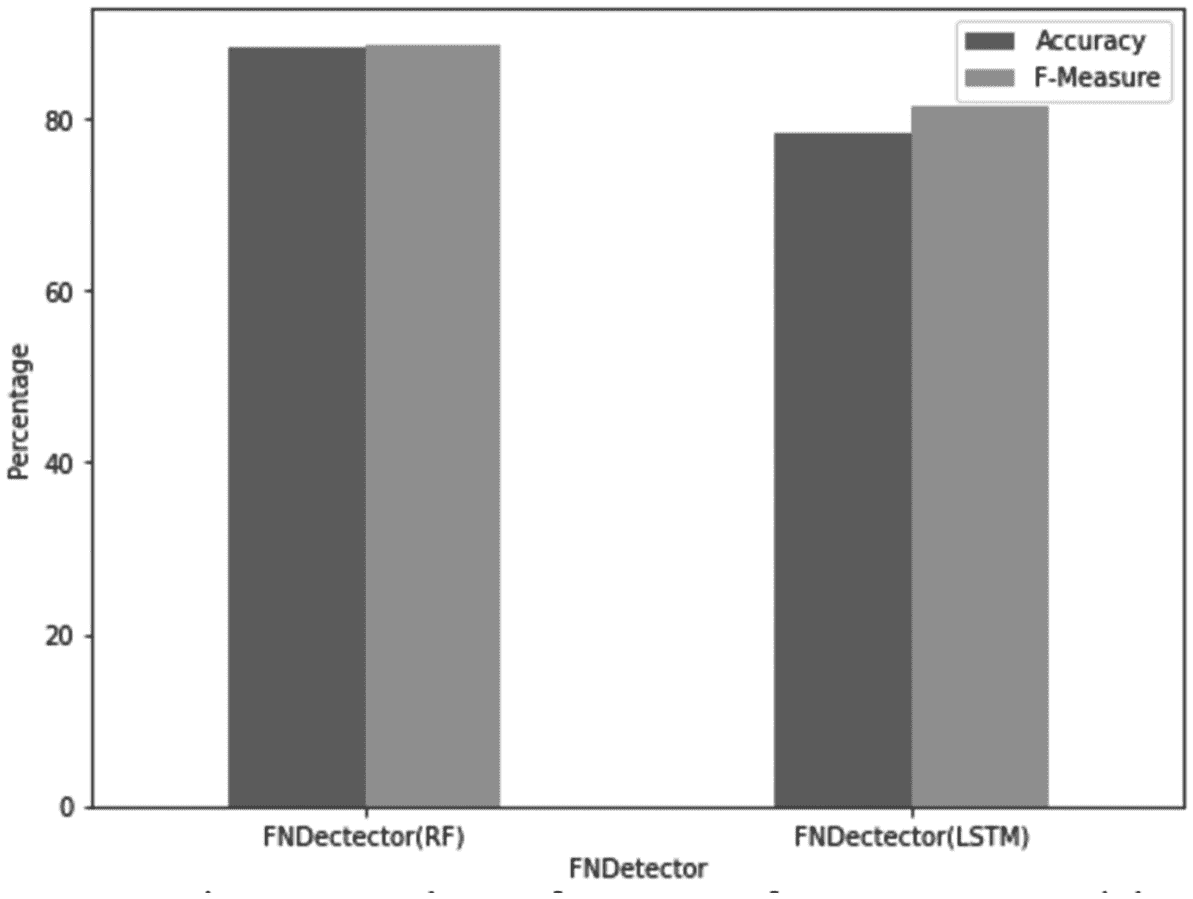 Accuracy
F-Measure
80
60
40
20
0
Percentage
FNDectector(RF)
FNDectector(LSTM)
FNDetector